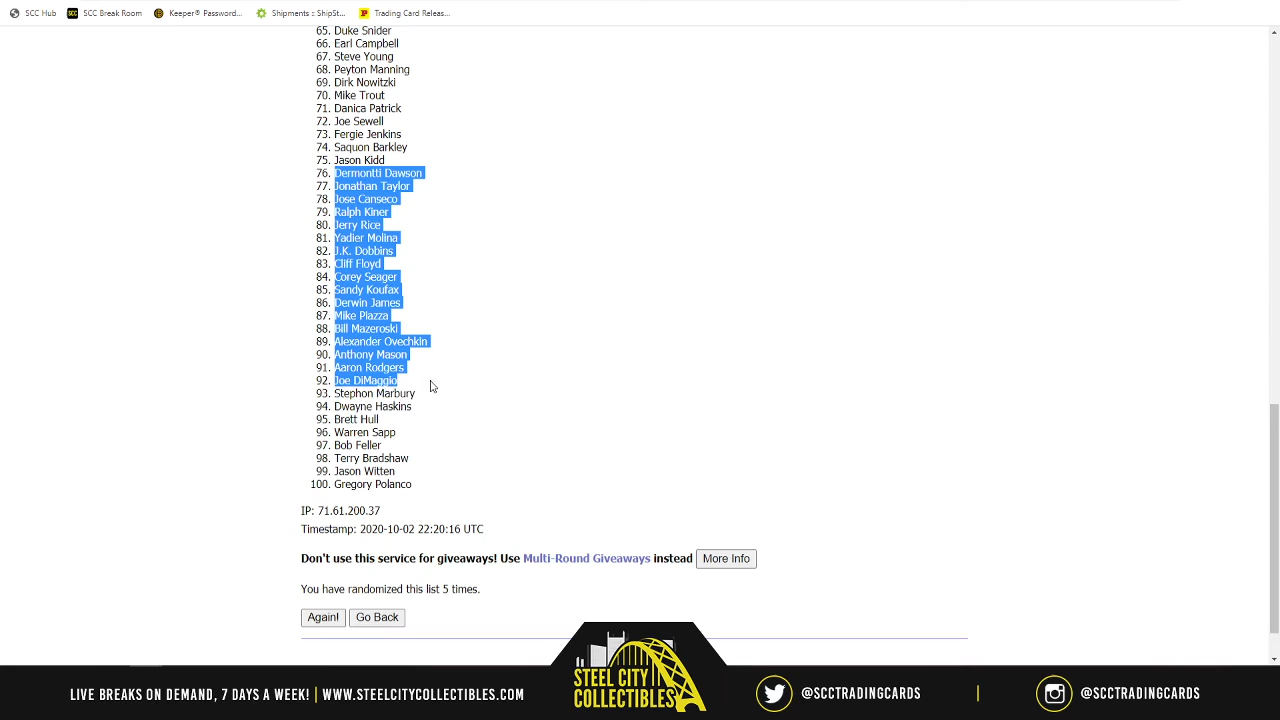 SCC Hub
SCC Break Room
Keeper® Password...
Shipments :: ShipSt...
Trading Card Releas...
65. Duke Snider
66. Earl Campbell
67. Steve Young
68. Peyton Manning
69. Dirk Nowitzki
70. Mike Trout
71. Danica Patrick
72. Joe Sewell
73. Fergie Jenkins
74. Saquon Barkley
75. Jason Kidd
76. Dermontti Dawson
77. Jonathan Taylor
78. Jose Canseco
79. Ralph Kiner
80. Jerry Rice
81. Yadier Molina
82. J.K. Dobbins
83. Cliff Floyd
84. Corey Seager
85. Sandy Koufax
86. Derwin James
87. Mike Piazza
88. Bill Mazeroski
89. Alexander Ovechkin
90. Anthony Mason
91. Aaron Rodgers
92. Joe DiMaggio
93. Stephon Marbury
94. Dwayne Haskins
95. Brett Hull
96. Warren Sapp
97. Bob Feller
98. Terry Bradshaw
99. Jason Witten
100. Gregory Polanco
IP: 71.61.200.37
Timestamp: 2020-10-02 22:20:16 UTC
Don't use this service for giveaways! Use Multi-Round Giveaways instead More Info
You have randomized this list 5 times.
Again! Go Back
STEEL CITY
COLLECTIBLES
LIVE BREAKS ON DEMAND, 7 DAYS A WEEK! | WWW.STEELCITYCOLLECTIBLES.COM
@SCCTRADINGCARDS | @SCCTRADINGCARDS